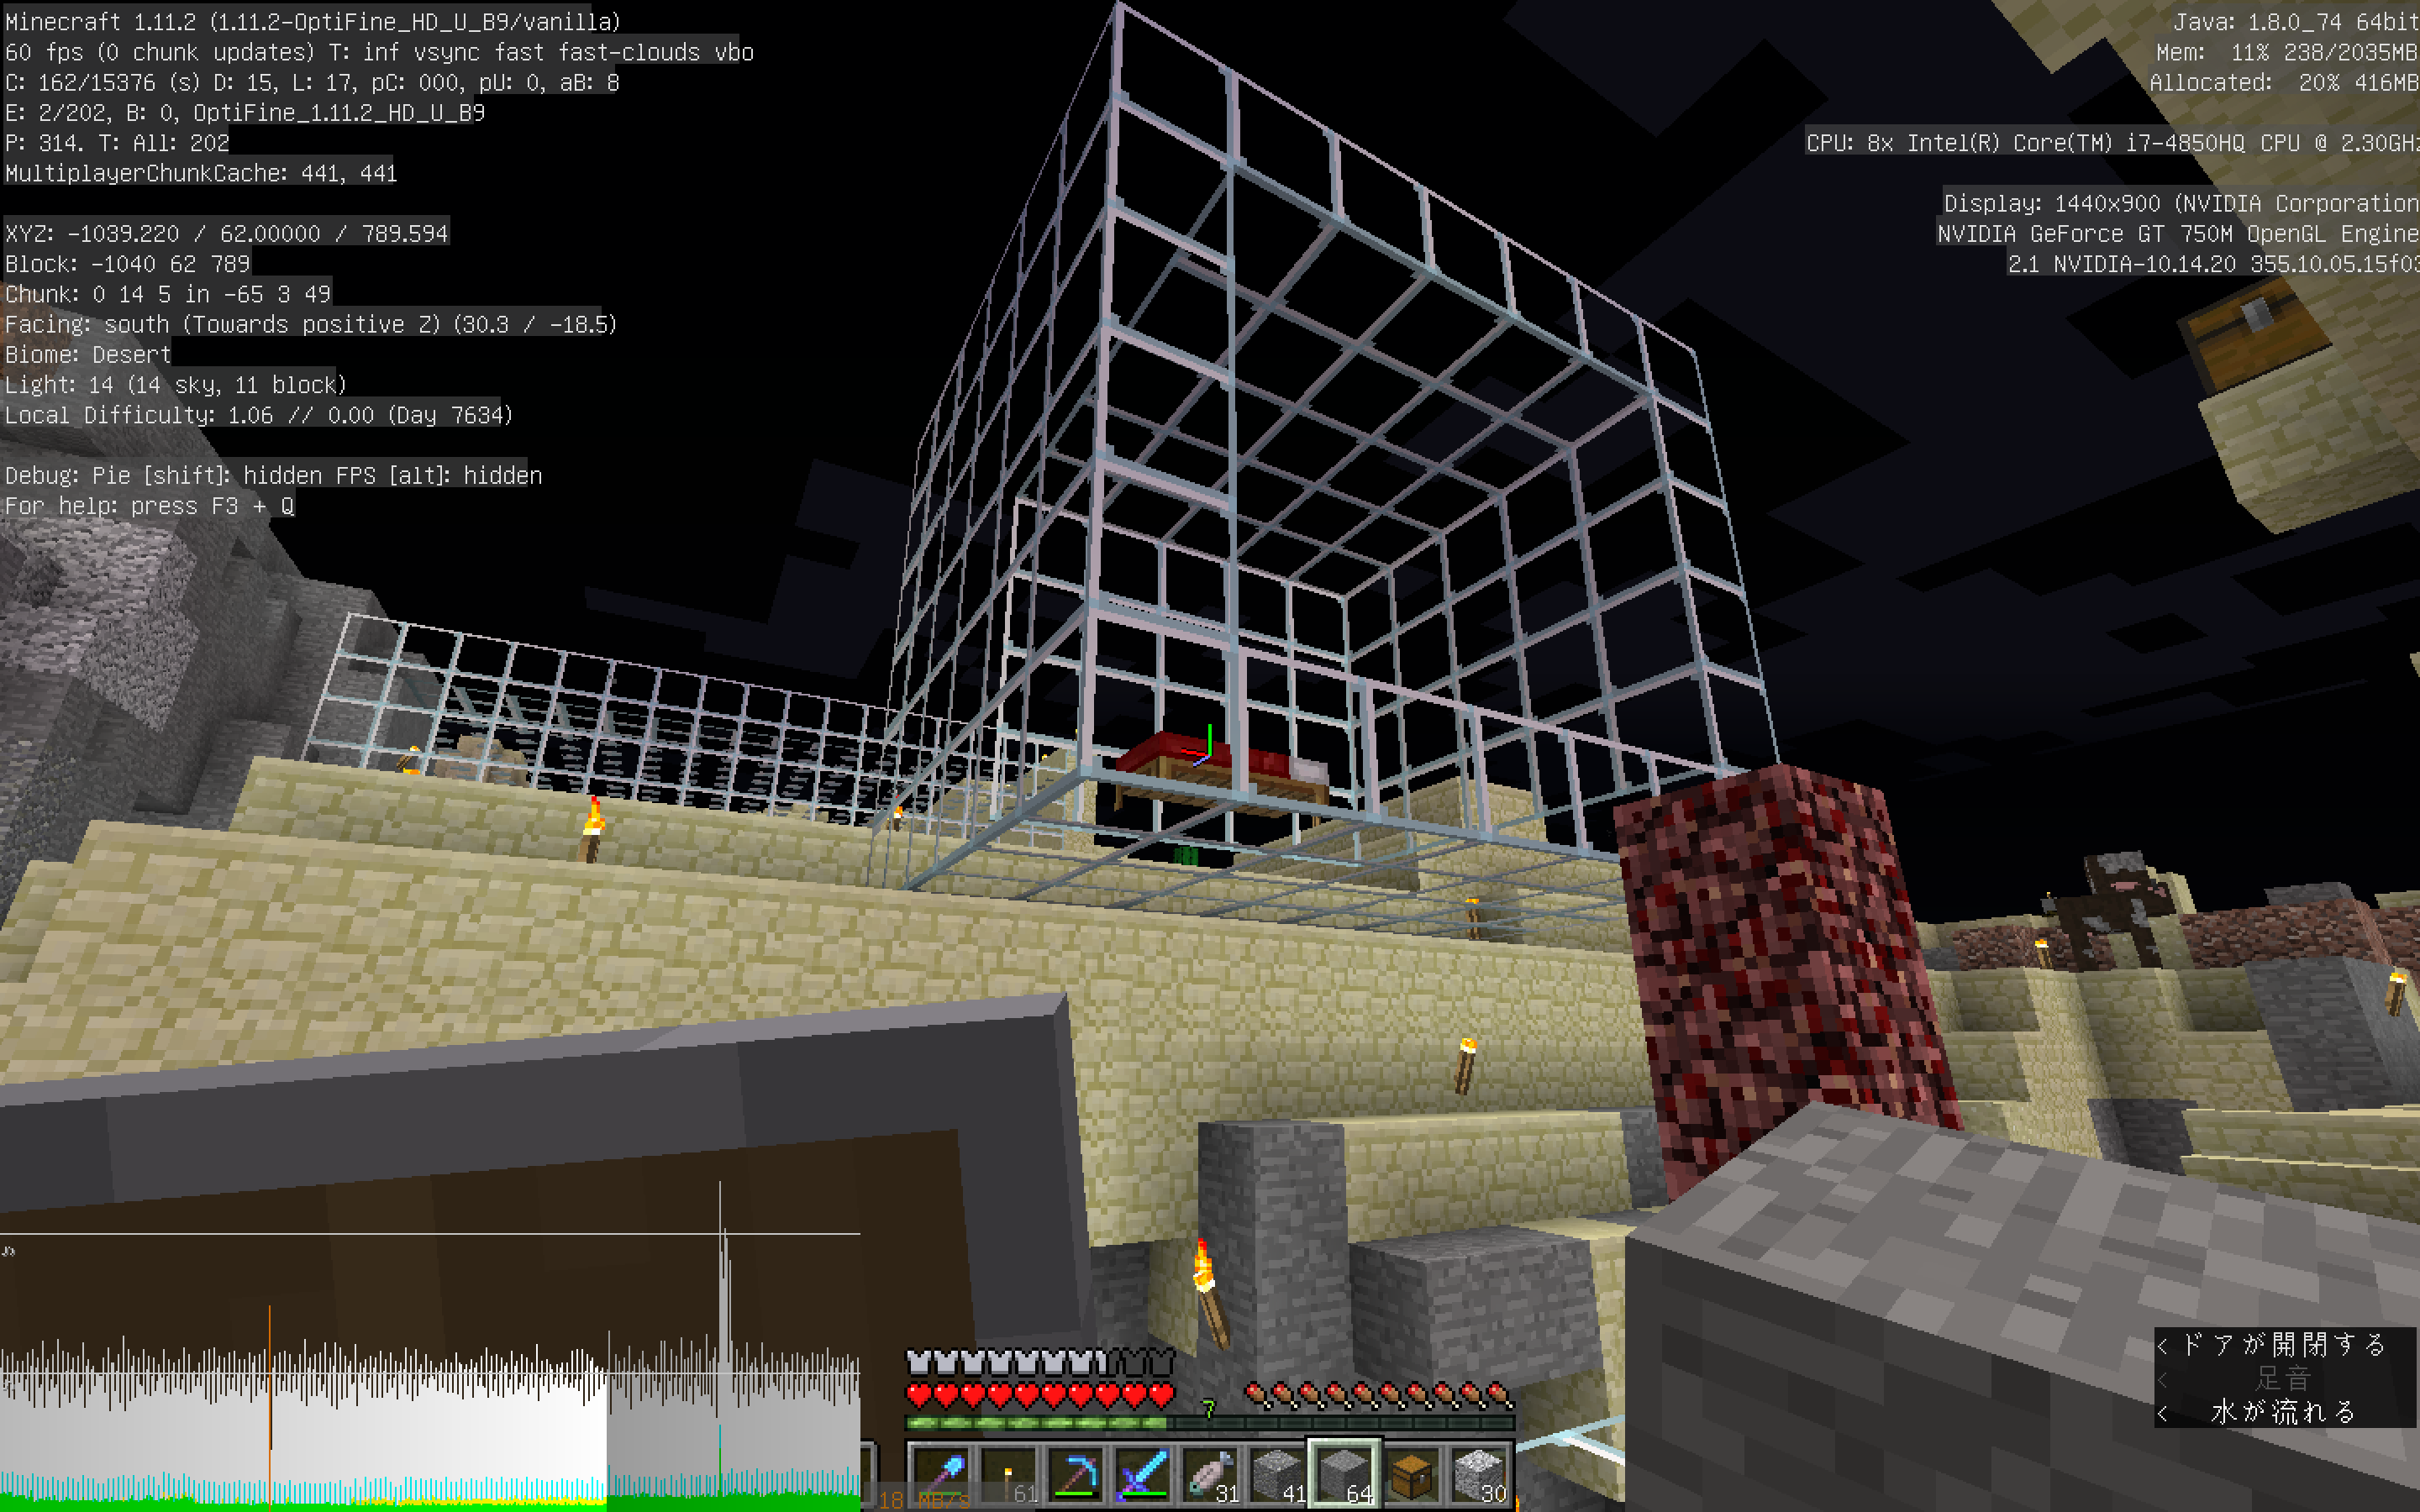 Minecraft 1.11.2 (1.11.2-OptiFine_HD_U_B9/vanilla)
60 fps (0 chunk updates) T: inf vsync fast fast-clouds vbo
C: 162/15376 (s) D: 15, L: 17, pC: 000, pU: 0, aB: 8
E: 2/202, B: 0, OptiFine_1.11.2_HD_U_B9
P: 314. T: All: 202
MultiplayerChunkCache: 441, 441
XYZ: -1039.220 / 62.00000 / 789.594
Block: -1040 62 789
Chunk: 0 14 5 in -65 3 49
Facing: south (Towards positive Z) (30.3 / -18.5)
Biome: Desert
Light: 14 (14 sky, 11 block)
Local Difficulty: 1.06 // 0.00 (Day 7634)
Debug: Pie [shift]: hidden FPS [alt]: hidden
For help: press F3 + Q
Java: 1.8.0_74 64bit
Mem: 11% 238/2035MB
Allocated: 20% 416MB
CPU: 8x Intel(R) Core(TM) i7-4850HQ CPU @ 2.30GHz
Display: 1440x900 (NVIDIA Corporation
NVIDIA GeForce GT 750M OpenGL Engine
2.1 NVIDIA-10.14.20 355.10.05.15f03
< ドアが開閉する
< 足音
< 水が流れる
7
61 31 41 64 30
18 MB/s